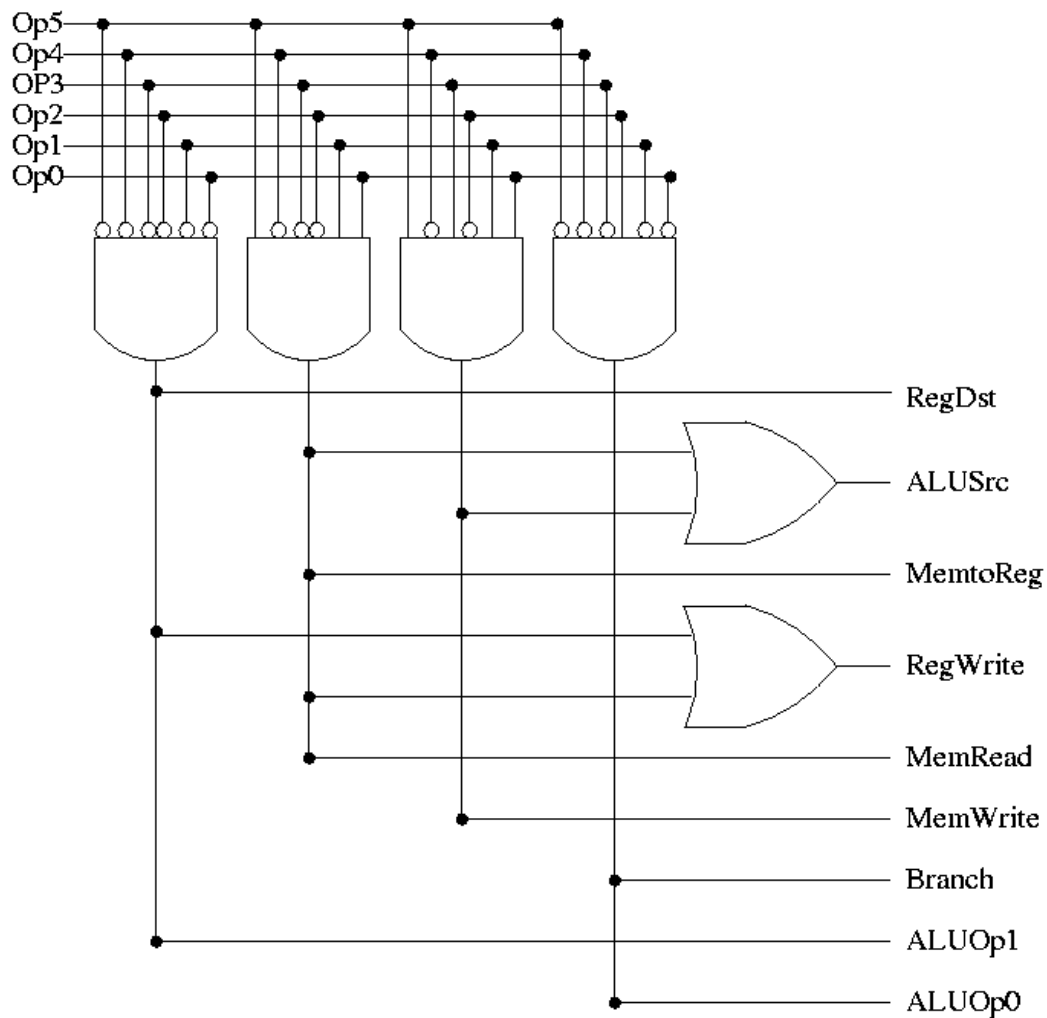 Op5
Op4
OP3
Op2
Op1
Op0
RegDst
ALUSrc
MemtoReg
RegWrite
MemRead
MemWrite
Branch
ALUOp1
ALUOp0